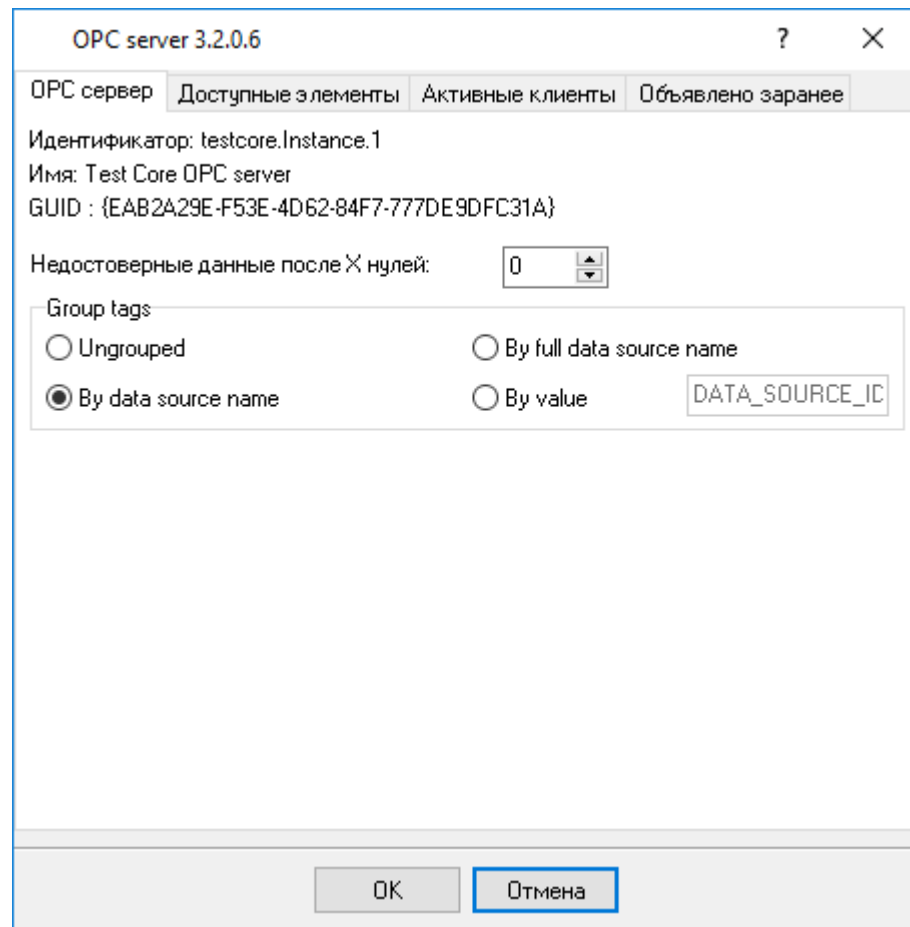 OPC server 3.2.0.6 ?
OPC сервер Доступные элементы Активные клиенты Объявлено заранее
Идентификатор: testcore.Instance.1
Имя: Test Core OPC server
GUID : {EAB2A29E-F53E-4D62-84F7-777DE9DFC31A}
Недостоверные данные после X нулей: 0
Group tags
Ungrouped By full data source name
By data source name By value DATA_SOURCE_ID
OK Отмена